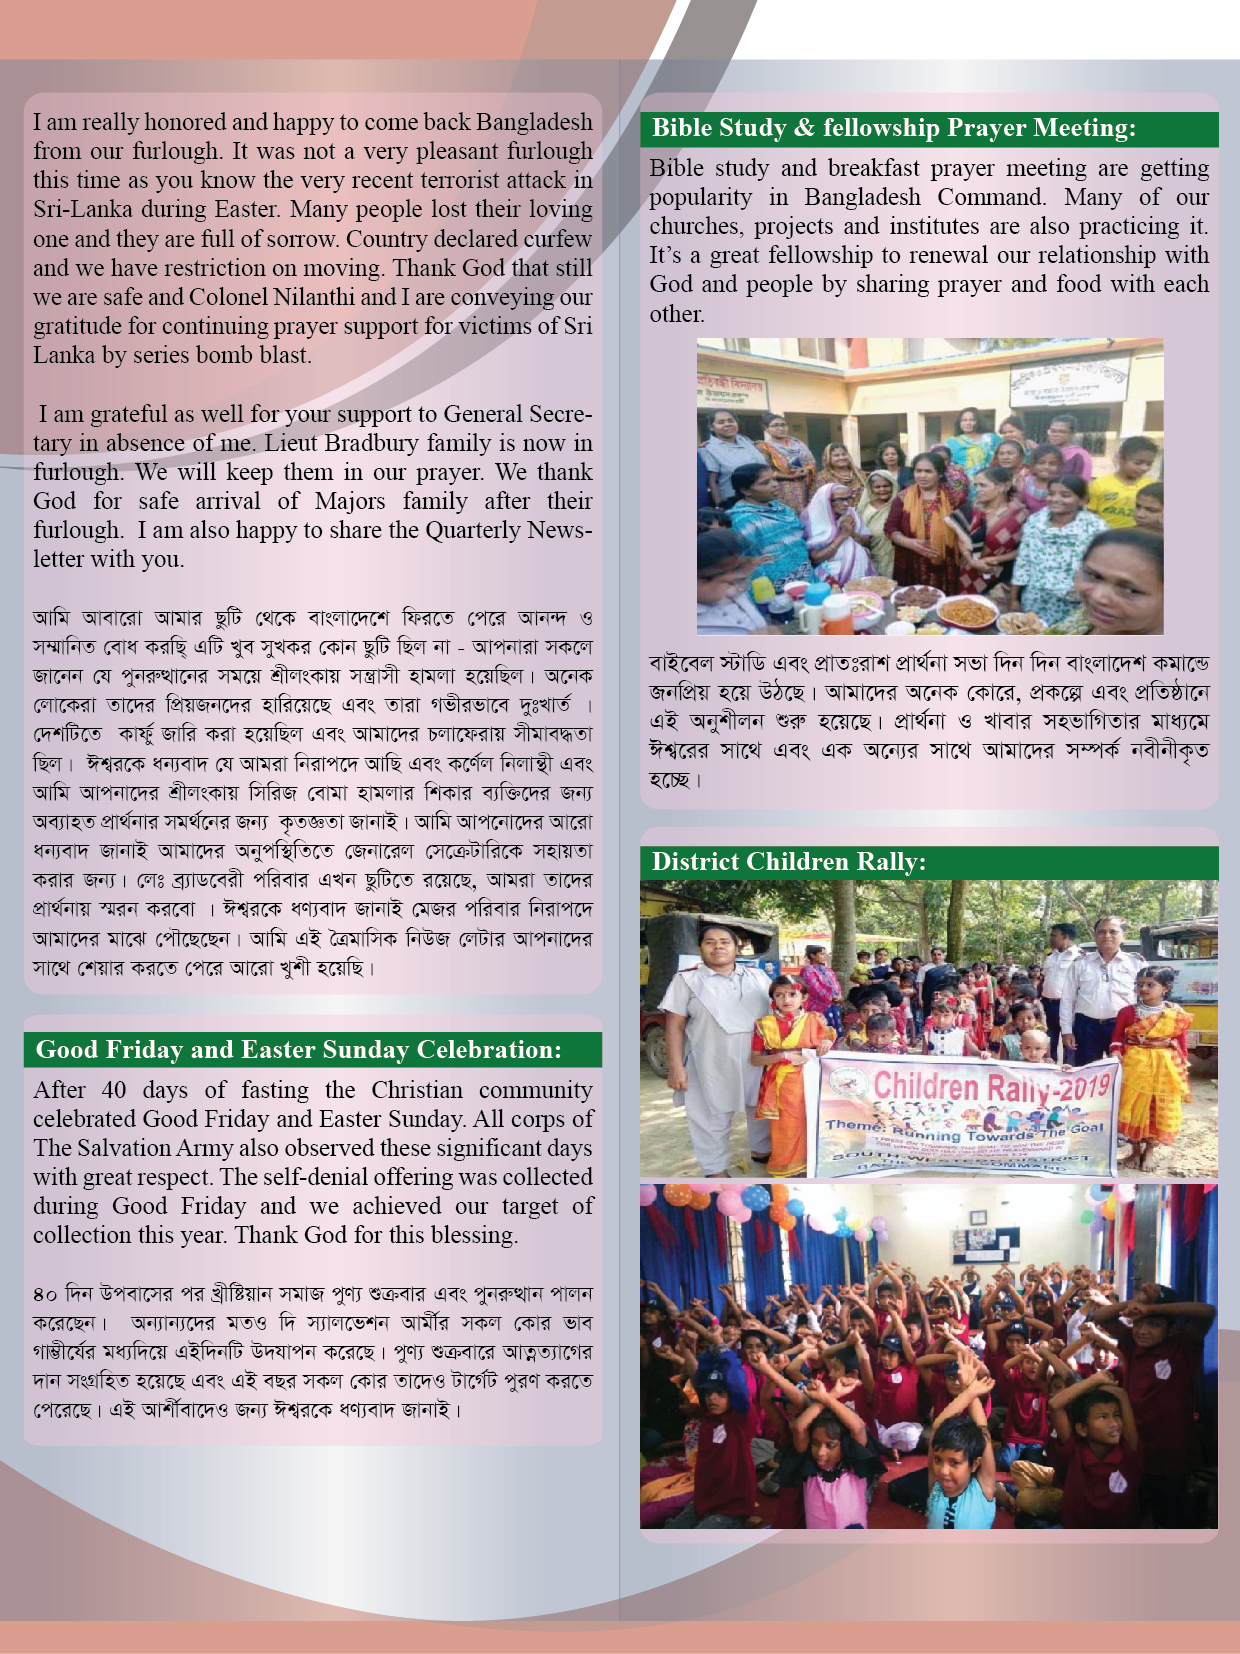 I am really honored and happy to come back Bangladesh
from our furlough. It was not a very pleasant furlough
this time as you know the very recent terrorist attack in
Sri-Lanka during Easter. Many people lost their loving
one and they are full of sorrow. Country declared curfew
and we have restriction on moving. Thank God that still
we are safe and Colonel Nilanthi and I are conveying our
gratitude for continuing prayer support for victims of Sri
Lanka by series bomb blast.
I am grateful as well for your support to General Secre-
tary in absence of me. Lieut Bradbury family is now in
furlough. We will keep them in our prayer. We thank
God for safe arrival of Majors family after their
furlough. I am also happy to share the Quarterly News-
letter with you.
আমি আবারো আমার ছুটি থেকে বাংলাদেশে ফিরতে পেরে আনন্দ ও
সম্মানিত বোধ করছি্ এটি খুব সুখকর কোন ছুটি ছিল না - আপনারা সকলে
জানেন যে পুনরুত্থানের সময়ে শ্রীলংকায় সন্ত্রাসী হামলা হয়েছিল। অনেক
লোকেরা তাদের প্রিয়জনদের হারিয়েছে এবং তারা গভীরভাবে দুঃখার্ত ।
দেশটিতে কার্ফু জারি করা হয়েছিল এবং আমাদের চলাফেরায় সীমাবদ্ধতা
ছিল। ঈশ্বরকে ধন্যবাদ যে আমরা নিরাপদে আছি এবং কর্ণেল নিলান্থী এবং
আমি আপনাদের শ্রীলংকায় সিরিজ বোমা হামলার শিকার ব্যক্তিদের জন্য
অব্যাহত প্রার্থনার সমর্থনের জন্য কৃতজ্ঞতা জানাই। আমি আপনোদের আরো
ধন্যবাদ জানাই আমাদের অনুপস্থিতিতে জেনারেল সেক্রেটারিকে সহায়তা
করার জন্য। লেঃ ব্র্যাডবেরী পরিবার এখন ছুটিতে রয়েছে, আমরা তাদের
প্রার্থনায় স্মরন করবো । ঈশ্বরকে ধণ্যবাদ জানাই মেজর পরিবার নিরাপদে
আমাদের মাঝে পৌছেছেন। আমি এই ত্রৈমাসিক নিউজ লেটার আপনাদের
সাথে শেয়ার করতে পেরে আরো খুশী হয়েছি।
Good Friday and Easter Sunday Celebration:
After 40 days of fasting the Christian community
celebrated Good Friday and Easter Sunday. All corps of
The Salvation Army also observed these significant days
with great respect. The self-denial offering was collected
during Good Friday and we achieved our target of
collection this year. Thank God for this blessing.
৪০ দিন উপবাসের পর খ্রীষ্টিয়ান সমাজ পুণ্য শুক্রবার এবং পুনরুত্থান পালন
করেছেন। অন্যান্যদের মতও দি স্যালভেশন আর্মীর সকল কোর ভাব
গাম্ভীর্যের মধ্যদিয়ে এইদিনটি উদযাপন করেছে। পুণ্য শুক্রবারে আত্নত্যাগের
দান সংগ্রহিত হয়েছে এবং এই বছর সকল কোর তাদেও টার্গেট পুরণ করতে
পেরেছে। এই আর্শীবাদেও জন্য ঈশ্বরকে ধণ্যবাদ জানাই।
Bible Study & fellowship Prayer Meeting:
Bible study and breakfast prayer meeting are getting
popularity in Bangladesh Command. Many of our
churches, projects and institutes are also practicing it.
It’s a great fellowship to renewal our relationship with
God and people by sharing prayer and food with each
other.
প্রতিবন্ধী বিদ্যালয়
বাইবেল স্টাডি এবং প্রাতঃরাশ প্রার্থনা সভা দিন দিন বাংলাদেশ কমান্ডে
জনপ্রিয় হয়ে উঠছে। আমাদের অনেক কোরে, প্রকল্পে এবং প্রতিষ্ঠানে
এই অনুশীলন শুরু হয়েছে। প্রার্থনা ও খাবার সহভাগিতার মাধ্যমে
ঈশ্বরের সাথে এবং এক অন্যের সাথে আমাদের সম্পর্ক নবীনীকৃত
হচ্ছে।
District Children Rally:
Children Rally-2019
Theme: Running Towards The Goal
SOUTH WESTERN DISTRICT